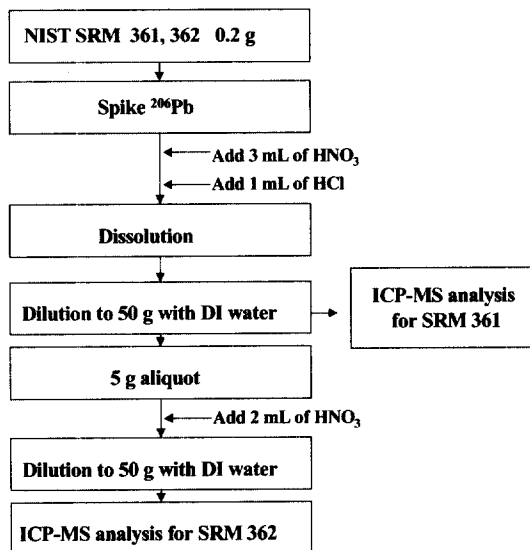 NIST SRM 361, 362 0.2 g
Spike ²⁰⁶Pb
Add 3 mL of HNO₃
Add 1 mL of HCl
Dissolution
Dilution to 50 g with DI water
ICP-MS analysis
for SRM 361
5 g aliquot
Add 2 mL of HNO₃
Dilution to 50 g with DI water
ICP-MS analysis for SRM 362